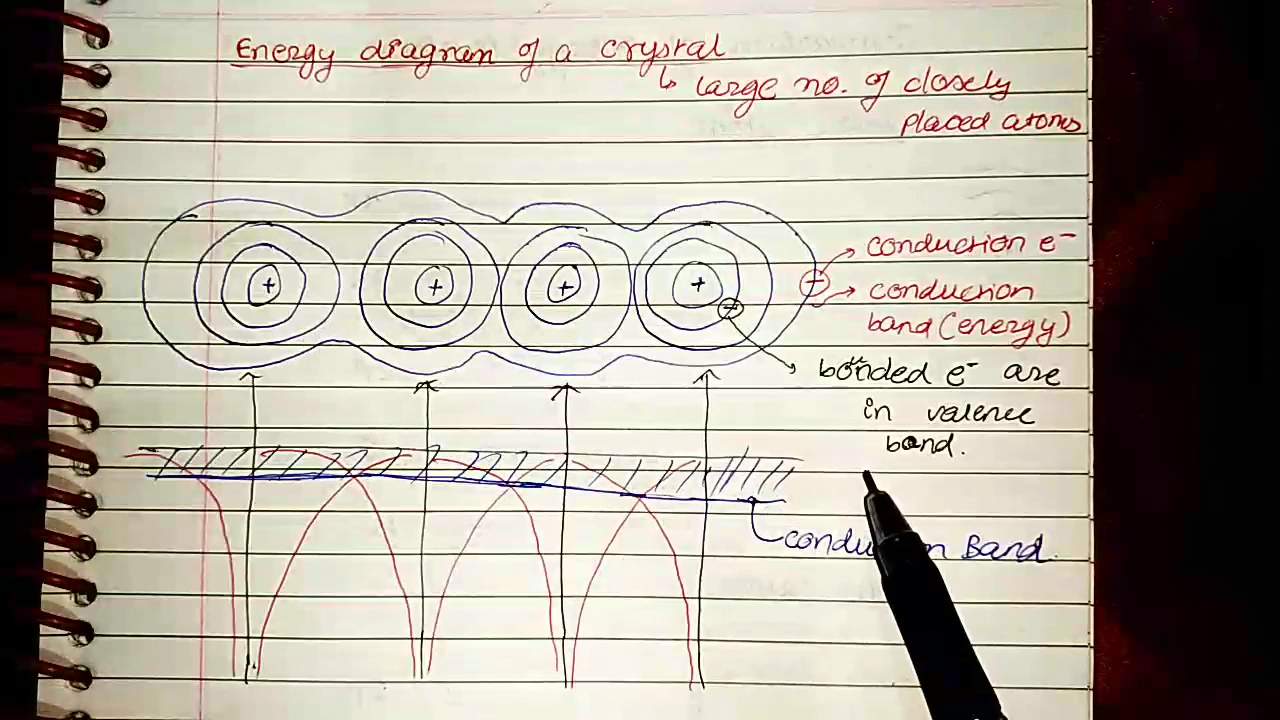 Energy diagram of a crystal
↳ large no. of closely
placed atoms
+ + + +
conduction e⁻
conduction
band (energy)
bonded e⁻ are
in valence
band.
Band.